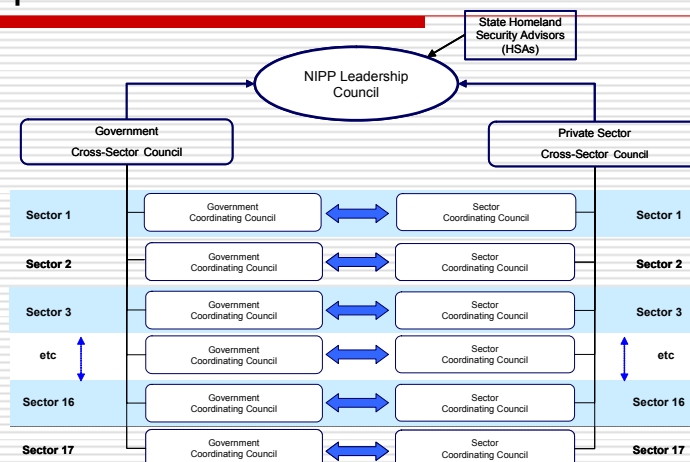 State Homeland
Security Advisors
(HSAs)
NIPP Leadership
Council
Government
Cross-Sector Council
Private Sector
Cross-Sector Council
Sector 1
Government
Coordinating Council
Sector
Coordinating Council
Sector 1
Sector 2
Government
Coordinating Council
Sector
Coordinating Council
Sector 2
Sector 3
Government
Coordinating Council
Sector
Coordinating Council
Sector 3
etc
Government
Coordinating Council
Sector
Coordinating Council
etc
Sector 16
Government
Coordinating Council
Sector
Coordinating Council
Sector 16
Sector 17
Government
Coordinating Council
Sector
Coordinating Council
Sector 17